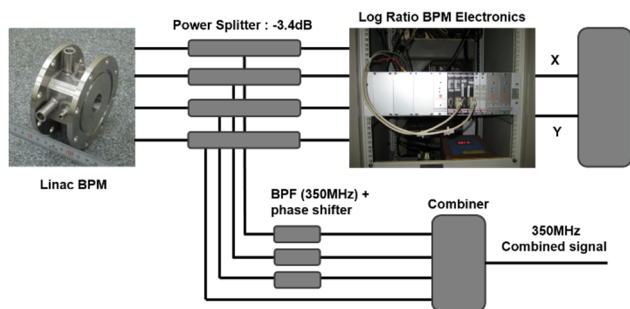 Power Splitter : -3.4dB
Log Ratio BPM Electronics
X
Y
Linac BPM
BPF (350MHz) +
phase shifter
Combiner
350MHz
Combined signal